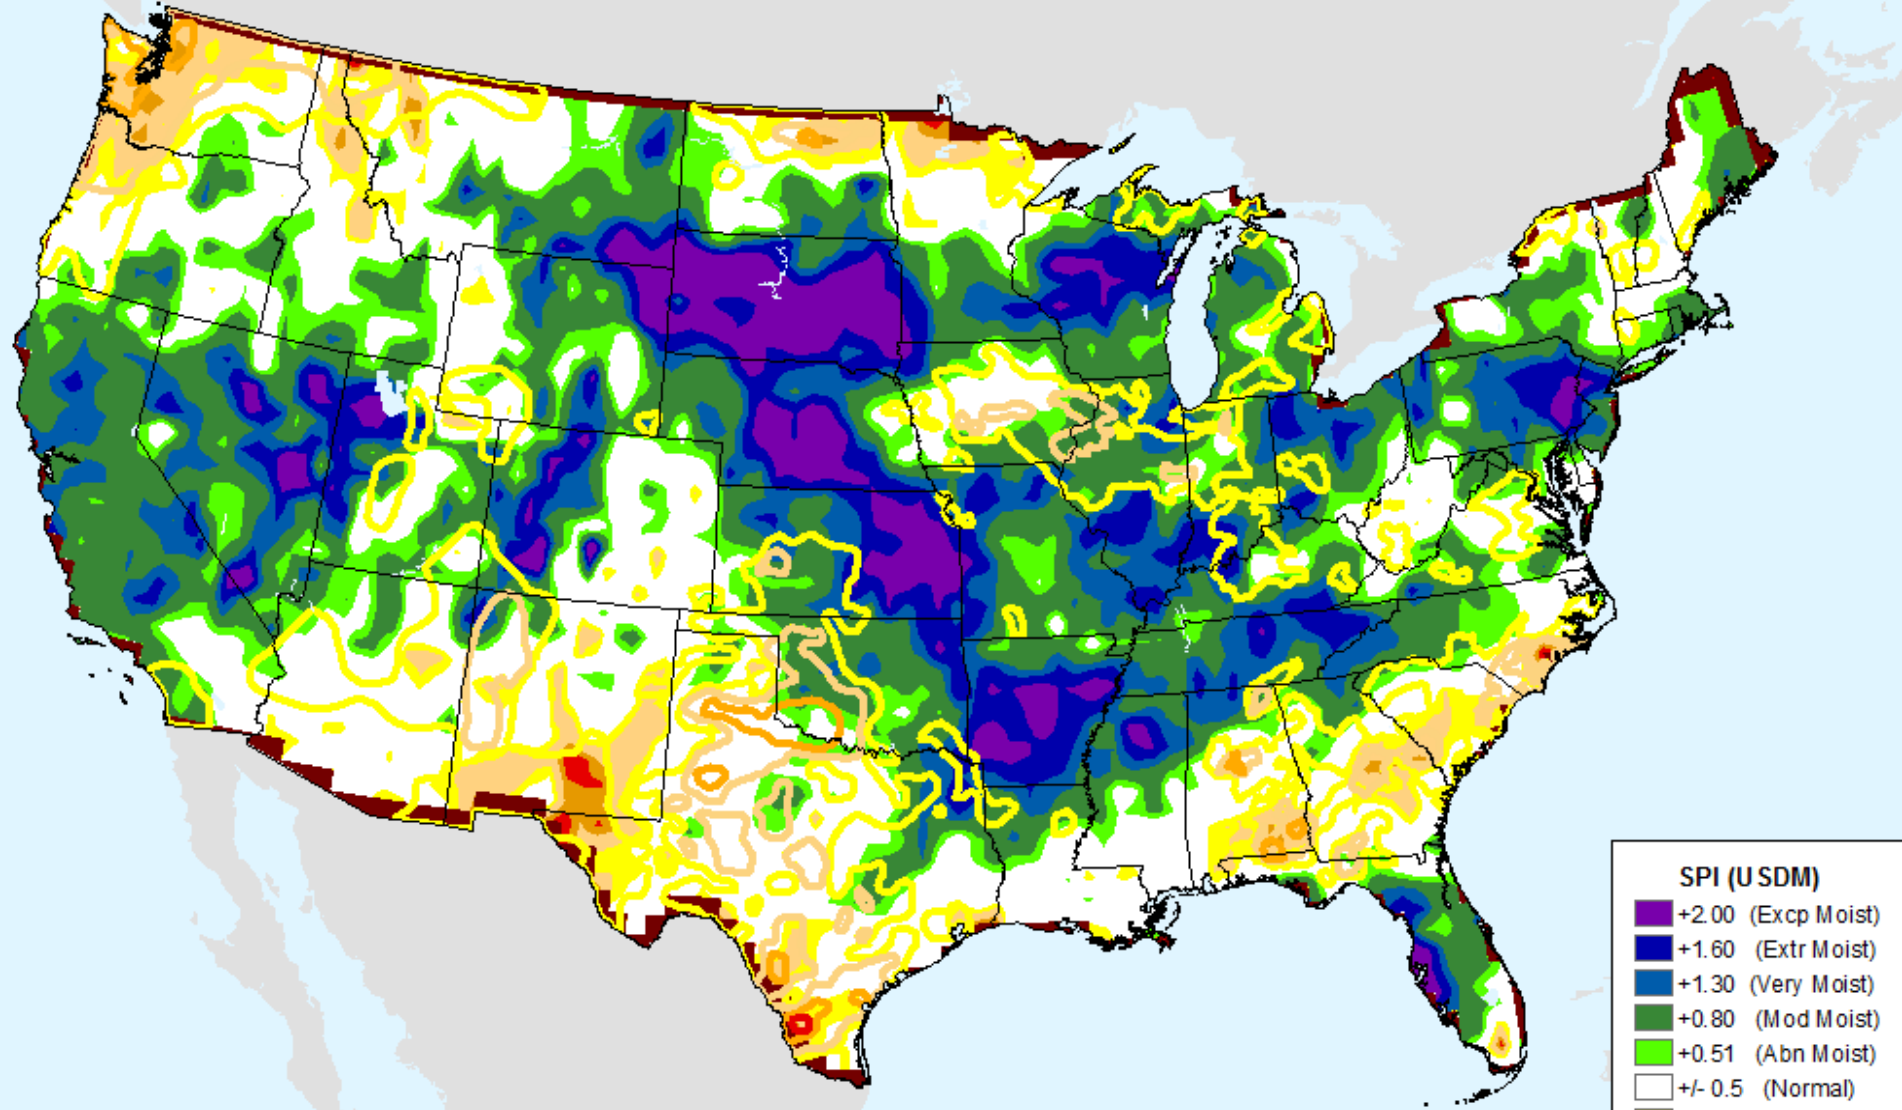 SPI (USDM)
+2.00 (Excp Moist)
+1.60 (Extr Moist)
+1.30 (Very Moist)
+0.80 (Mod Moist)
+0.51 (Abn Moist)
+/- 0.5 (Normal)